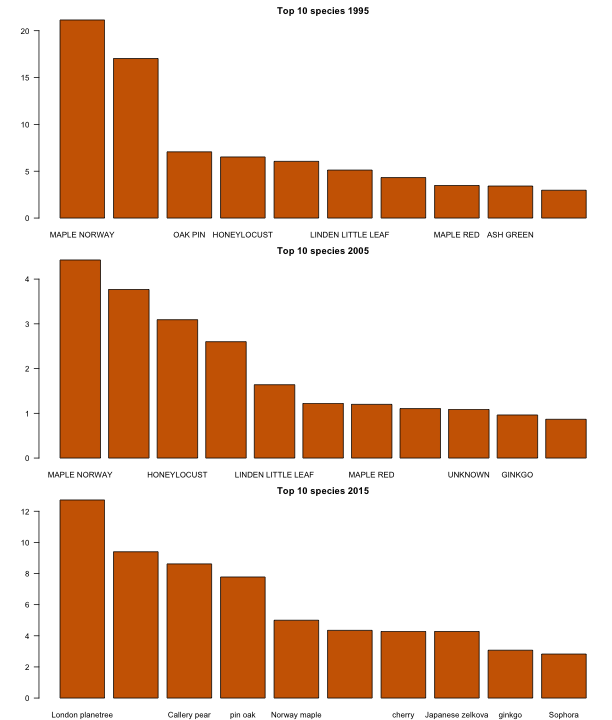 Top 10 species 1995
20
15
10
5
0
MAPLE NORWAY OAK PIN HONEYLOCUST LINDEN LITTLE LEAF MAPLE RED ASH GREEN
Top 10 species 2005
4
3
2
1
0
MAPLE NORWAY HONEYLOCUST LINDEN LITTLE LEAF MAPLE RED UNKNOWN GINKGO
Top 10 species 2015
12
10
8
6
4
2
0
London planetree Callery pear pin oak Norway maple cherry Japanese zelkova ginkgo Sophora